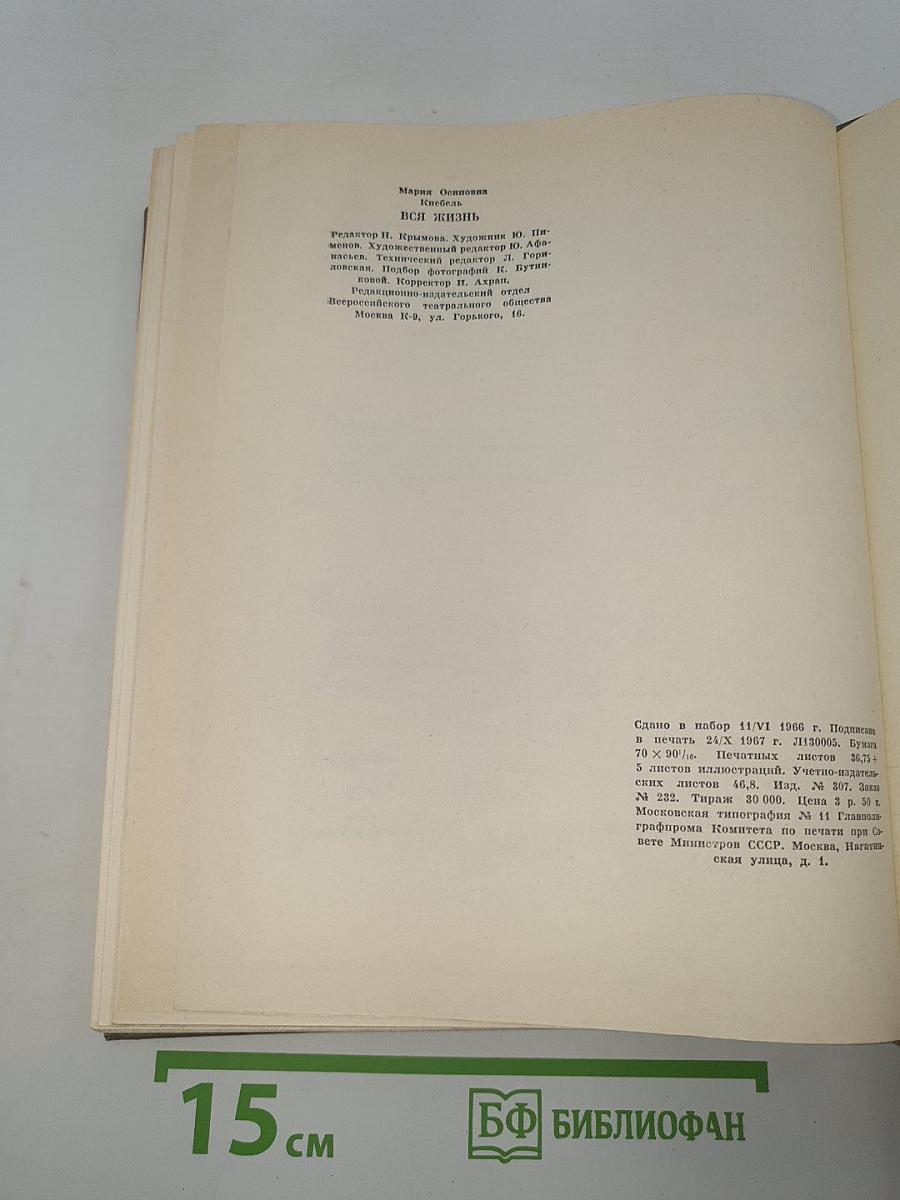 Мария Осиповна
Кнебель
ВСЯ ЖИЗНЬ
Редактор Н. Крымова. Художник Ю. Пи-
менов. Художественный редактор Ю. Афа-
насьев. Технический редактор Л. Гори-
ловская. Подбор фотографий К. Бутни-
ковой. Корректор И. Ахрап.
Редакционно-издательский отдел
Всероссийского театрального общества
Москва К-9, ул. Горького, 16.
Сдано в набор 11/VI 1966 г. Подписано
в печать 24/X 1967 г. Л130005. Бумага
70 × 90¹/₁₆. Печатных листов 36,75+
5 листов иллюстраций. Учетно-издатель-
ских листов 46,8. Изд. № 307. Заказ
№ 232. Тираж 30 000. Цена 3 р. 50 к.
Московская типография № 11 Главполи-
графпрома Комитета по печати при Со-
вете Министров СССР. Москва, Нагатин-
ская улица, д. 1.
15 см
БФ БИБЛИОФАН